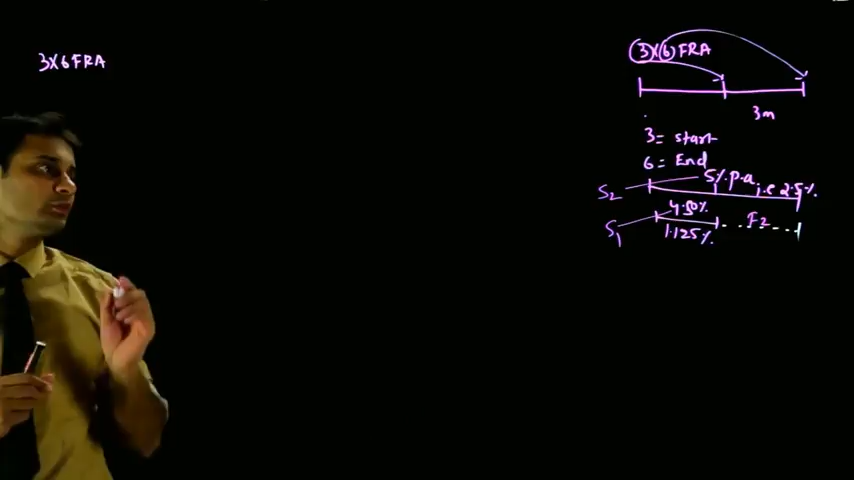 3X6FRA
3X6 FRA
3m
3= start
6= End
5%.p.a i.e 2.5%.
S2
4.50%.
S1
1.125%.
F2